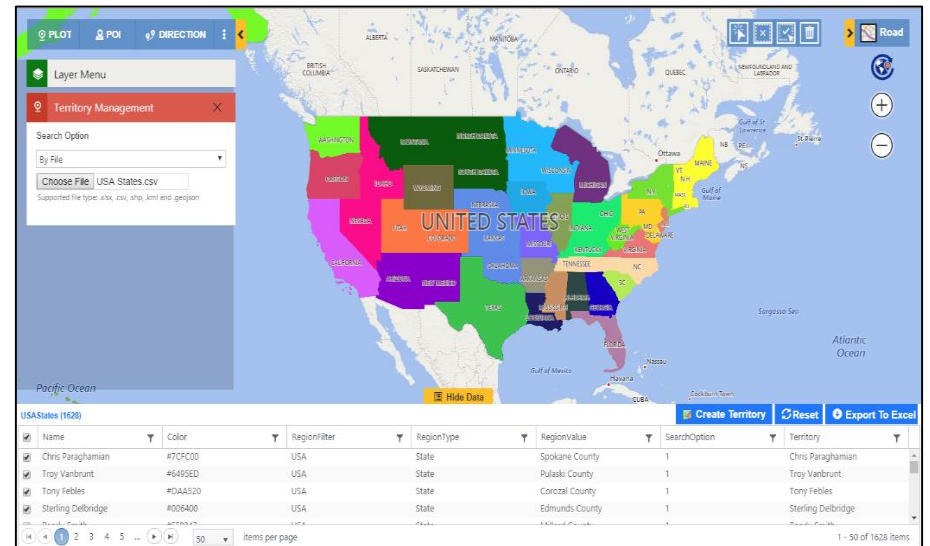 PLOT POI DIRECTION
Road
Layer Menu
Territory Management X
Search Option
By File
Choose File USA States.csv
Supported file type: .xlsx, .csv, .shp, .kml and .geojson
ALBERTA
MANITOBA
BRITISH COLUMBIA
SASKATCHEWAN
ONTARIO
QUEBEC
NEWFOUNDLAND AND LABRADOR
Gulf of St Lawrence
St. Pierre
NB
PE
NS
Ottawa
MAINE
VT
N H
MASS
N.Y.
Gulf of Maine
WASHINGTON
MONTANA
NORTH DAKOTA
MINNESOTA
OREGON
IDAHO
WYOMING
SOUTH DAKOTA
WISCONSIN
MICHIGAN
IOWA
NEBRASKA
PA
OHIO
MD
DELAWARE
UNITED STATES
NEVADA
UTAH
COLORADO
KANSAS
MISSOURI
INDIANA
WEST VIRGINIA
VIRGINIA
KENTUCKY
CALIFORNIA
ARIZONA
NEW MEXICO
OKLAHOMA
ARKANSAS
TENNESSEE
NC
SC
TEXAS
MISSISSIPPI
ALABAMA
GEORGIA
LOUISIANA
FLORIDA
Sargasso Sea
Atlantic Ocean
Gulf of Mexico
Nassau
Havana
CUBA
Cockburn Town
Pacific Ocean
Hide Data
USAStates (1628)
Create Territory Reset Export To Excel
Name Color RegionFilter RegionType RegionValue SearchOption Territory
Chris Paraghamian #7CFC00 USA State Spokane County 1 Chris Paraghamian
Troy Vanbrunt #6495ED USA State Pulaski County 1 Troy Vanbrunt
Tony Febles #DAA520 USA State Corozal County 1 Tony Febles
Sterling Delbridge #006400 USA State Edmunds County 1 Sterling Delbridge
1 2 3 4 5 ... 50 items per page 1 - 50 of 1628 items